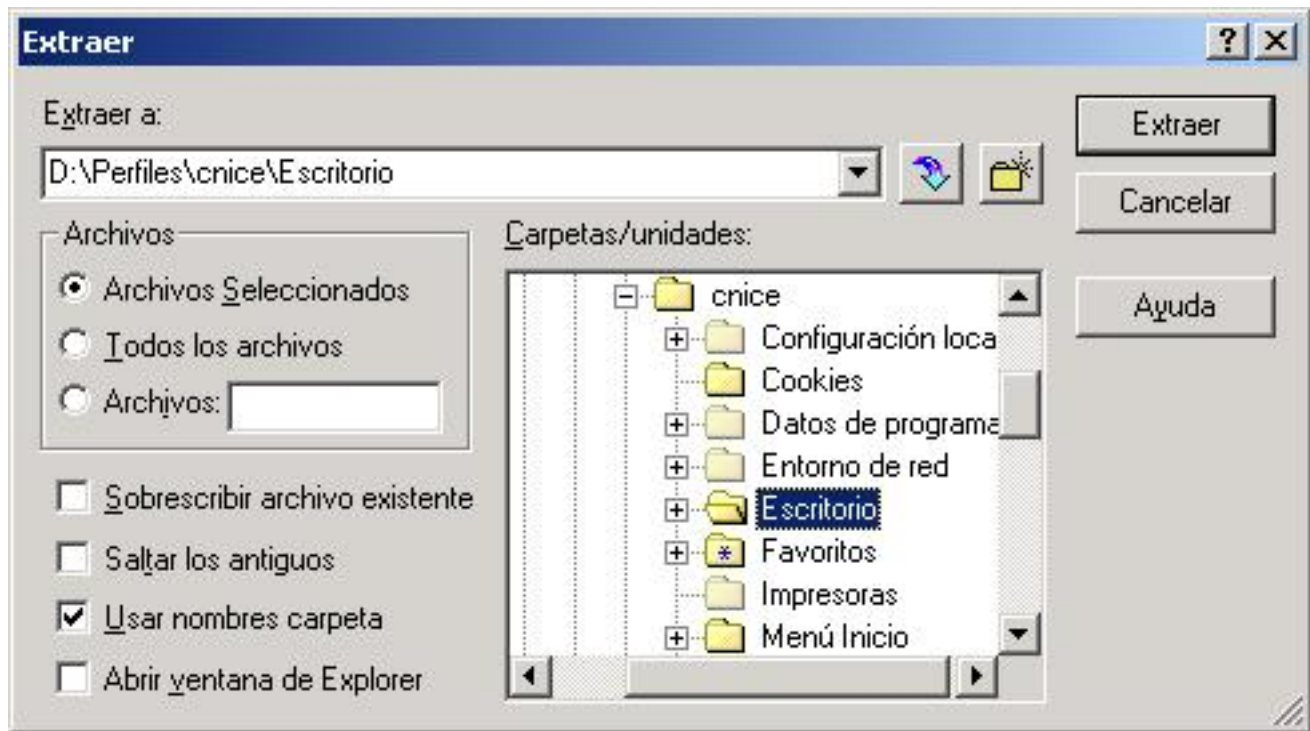 Extraer
Extraer a:
D:\Perfiles\cnice\Escritorio
Archivos
Archivos Seleccionados
Todos los archivos
Archivos:
Sobrescribir archivo existente
Saltar los antiguos
Usar nombres carpeta
Abrir ventana de Explorer
Carpetas/unidades:
cnice
Configuración loca
Cookies
Datos de programa
Entorno de red
Escritorio
Favoritos
Impresoras
Menú Inicio
Extraer
Cancelar
Ayuda